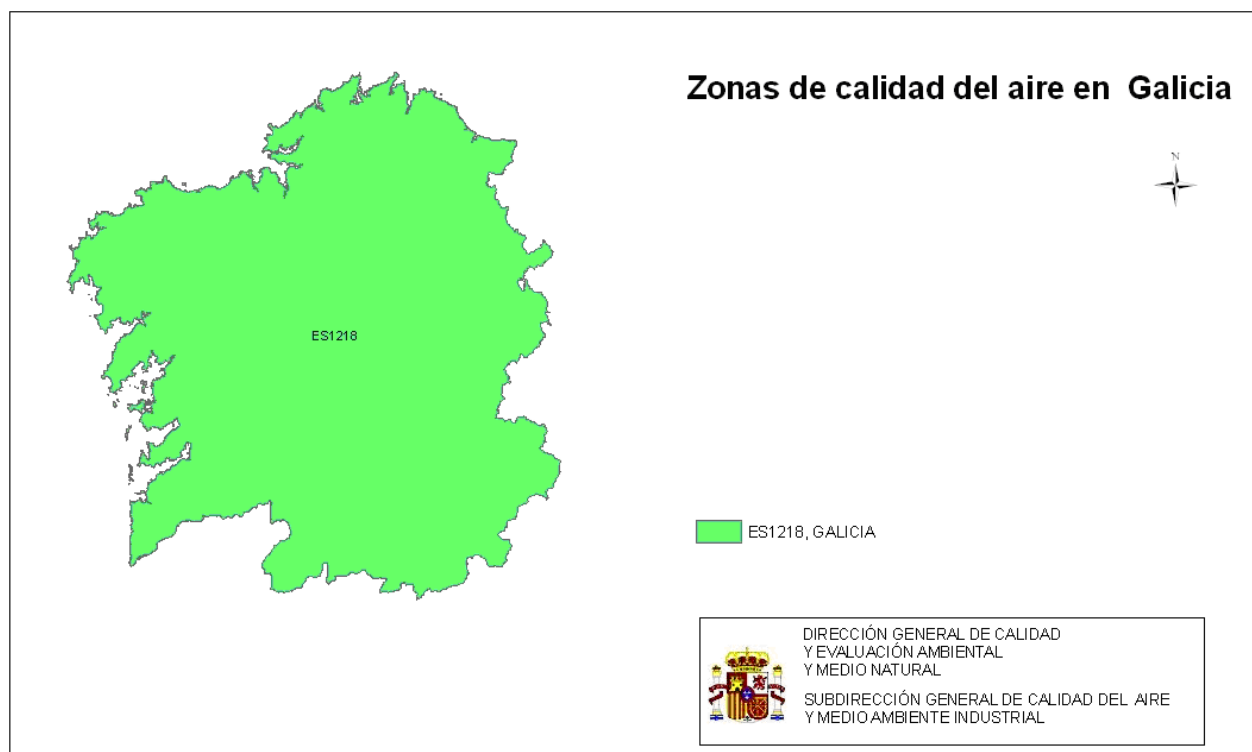 Zonas de calidad del aire en Galicia
N
ES1218
ES1218, GALICIA
DIRECCIÓN GENERAL DE CALIDAD
Y EVALUACIÓN AMBIENTAL
Y MEDIO NATURAL
SUBDIRECCIÓN GENERAL DE CALIDAD DEL AIRE
Y MEDIO AMBIENTE INDUSTRIAL